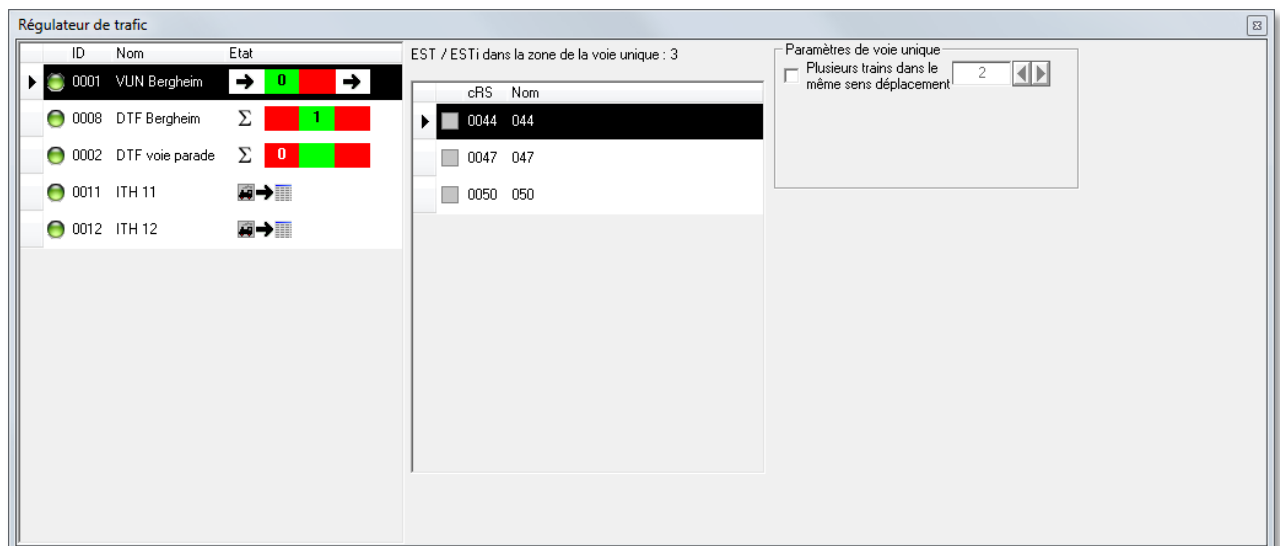 Régulateur de trafic
ID Nom Etat
0001 VUN Bergheim 0
0008 DTF Bergheim Σ 1
0002 DTF voie parade Σ 0
0011 ITH 11
0012 ITH 12
EST / ESTi dans la zone de la voie unique : 3
cRS Nom
0044 044
0047 047
0050 050
Paramètres de voie unique
Plusieurs trains dans le
même sens déplacement 2